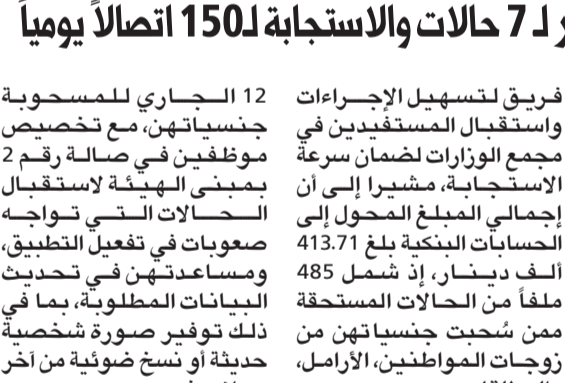 لـ 7 حالات والاستجابة لـ150 اتصالاً يومياً
فريق لتسهيل الإجراءات
واستقبال المستفيدين في
مجمع الوزارات لضمان سرعة
الاستجابة، مشيرا إلى أن
إجمالي المبلغ المحول إلى
الحسابات البنكية بلغ 413.71
ألف دينار، إذ شمل 485
ملفاً من الحالات المستحقة
ممن سُحبت جنسياتهن من
زوجات المواطنين، الأرامل،
12 الجاري للمسحوبة
جنسياتهن، مع تخصيص
موظفين في صالة رقم 2
بمبنى الهيئة لاستقبال
الحالات التي تواجه
صعوبات في تفعيل التطبيق،
ومساعدتهن في تحديث
البيانات المطلوبة، بما في
ذلك توفير صورة شخصية
حديثة أو نسخ ضوئية من آخر